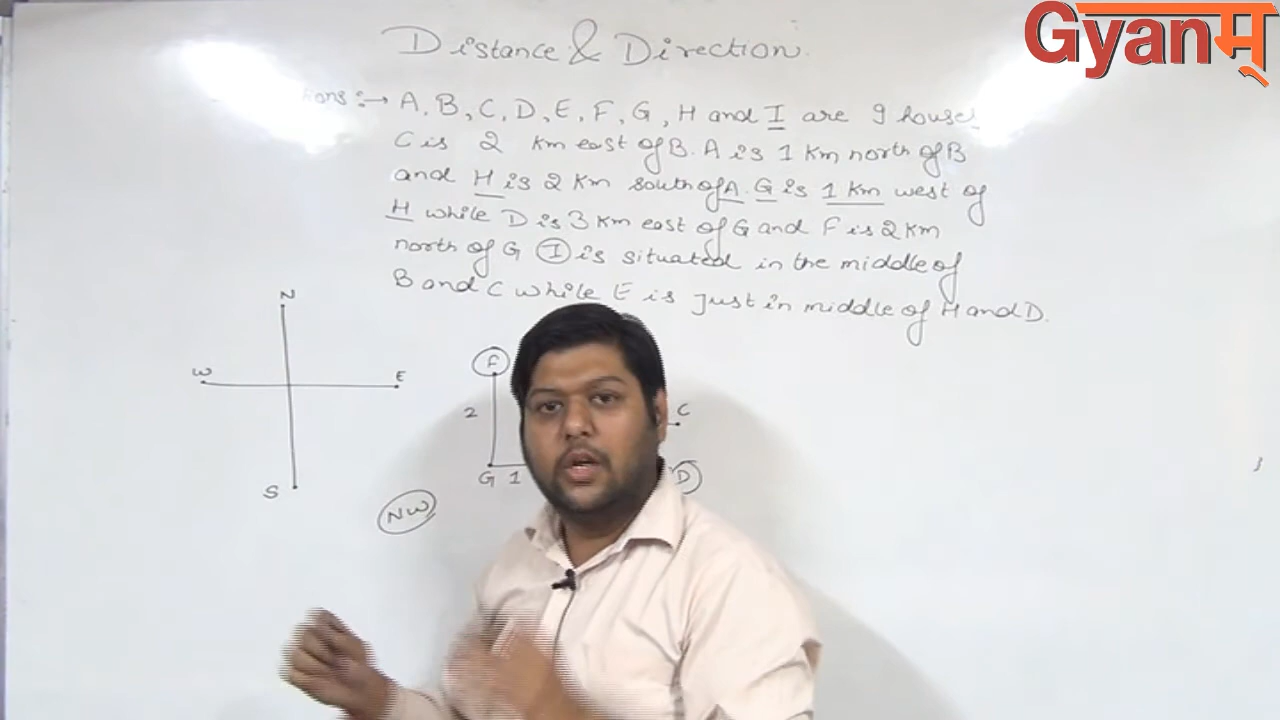 Gyanम्
Distance & Direction
ons :→ A, B, C, D, E, F, G, H and I are 9 houses
C is 2 Km east of B. A is 1 Km north of B
and H is 2 Km south of A. G is 1 Km west of
H while D is 3 Km east of G and F is 2 Km
north of G I is situated in the middle of
B and C while E is just in middle of H and D.
N
W E
S
F
2
C
G 1 D
NW